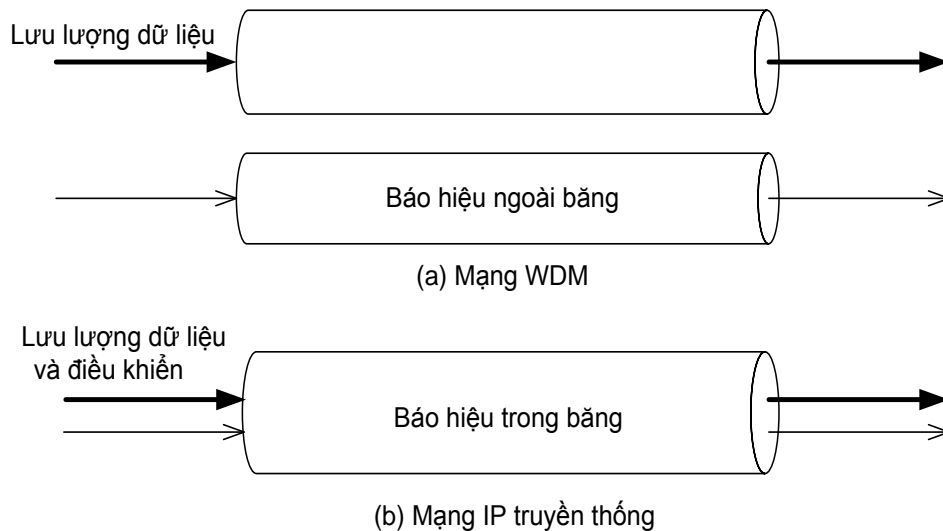 Lưu lượng dữ liệu
Báo hiệu ngoài băng
(a) Mạng WDM
Lưu lượng dữ liệu
và điều khiển
Báo hiệu trong băng
(b) Mạng IP truyền thống